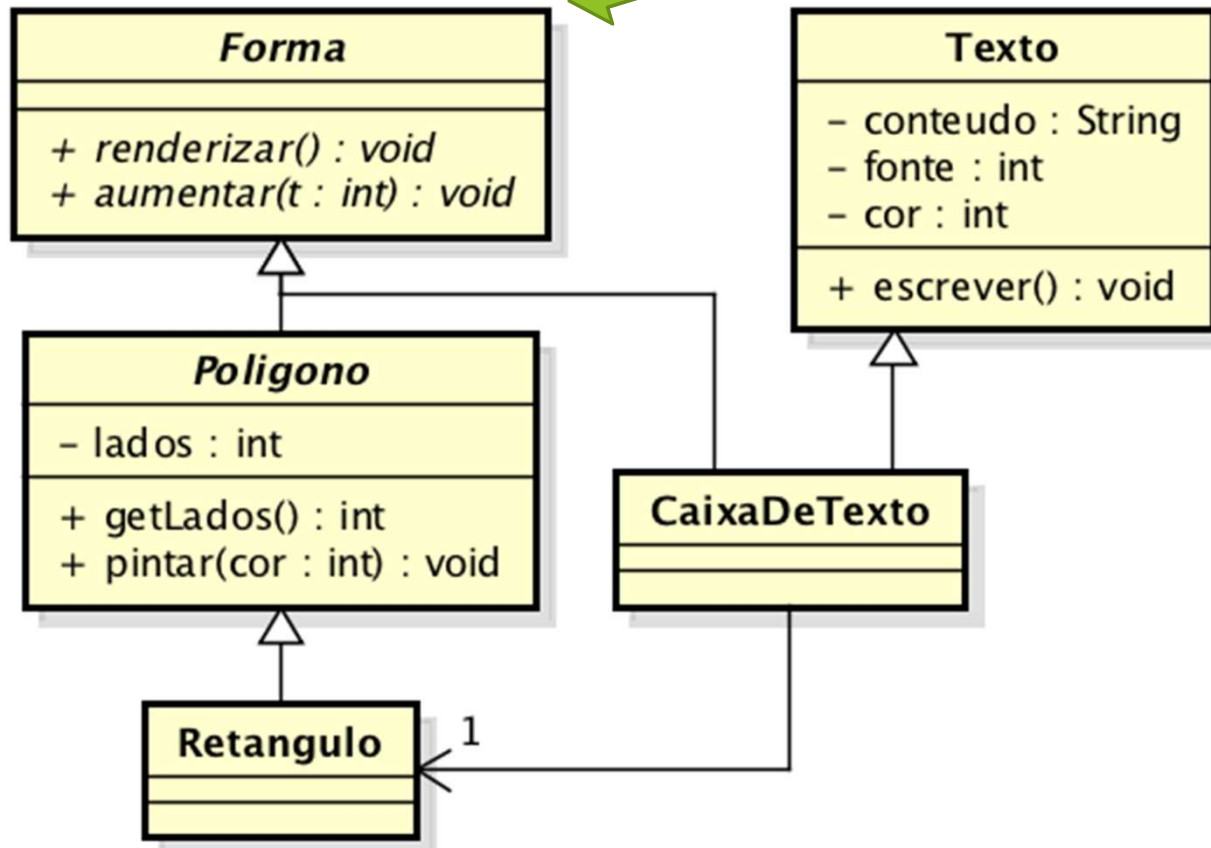 Forma
+ renderizar() : void
+ aumentar(t : int) : void
Texto
- conteudo : String
- fonte : int
- cor : int
+ escrever() : void
Poligono
- lados : int
+ getLados() : int
+ pintar(cor : int) : void
CaixaDeTexto
Retangulo
1